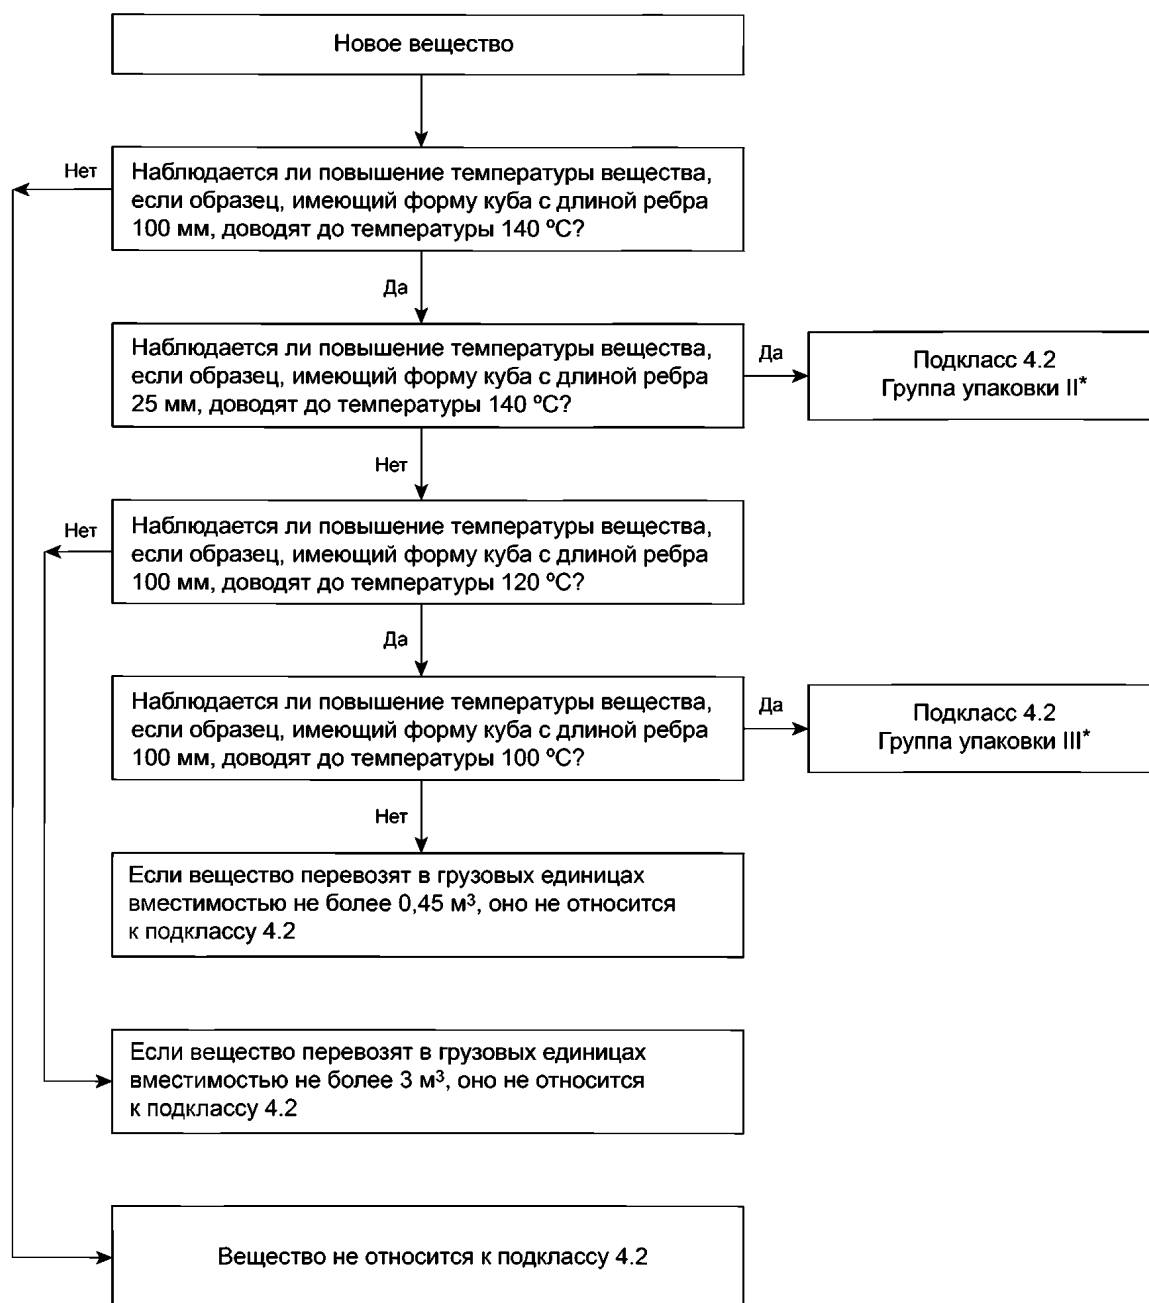 Новое вещество
Нет
Наблюдается ли повышение температуры вещества,
если образец, имеющий форму куба с длиной ребра
100 мм, доводят до температуры 140 ºС?
Да
Наблюдается ли повышение температуры вещества,
если образец, имеющий форму куба с длиной ребра
25 мм, доводят до температуры 140 ºС?
Да
Подкласс 4.2
Группа упаковки II*
Нет
Нет
Наблюдается ли повышение температуры вещества,
если образец, имеющий форму куба с длиной ребра
100 мм, доводят до температуры 120 ºС?
Да
Наблюдается ли повышение температуры вещества,
если образец, имеющий форму куба с длиной ребра
100 мм, доводят до температуры 100 ºС?
Да
Подкласс 4.2
Группа упаковки III*
Нет
Если вещество перевозят в грузовых единицах
вместимостью не более 0,45 м³, оно не относится
к подклассу 4.2
Если вещество перевозят в грузовых единицах
вместимостью не более 3 м³, оно не относится
к подклассу 4.2
Вещество не относится к подклассу 4.2